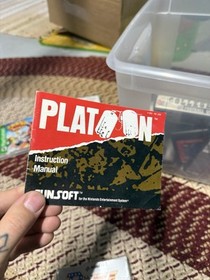 PLATOON
Instruction
Manual
SUNSOFT for the Nintendo Entertainment System